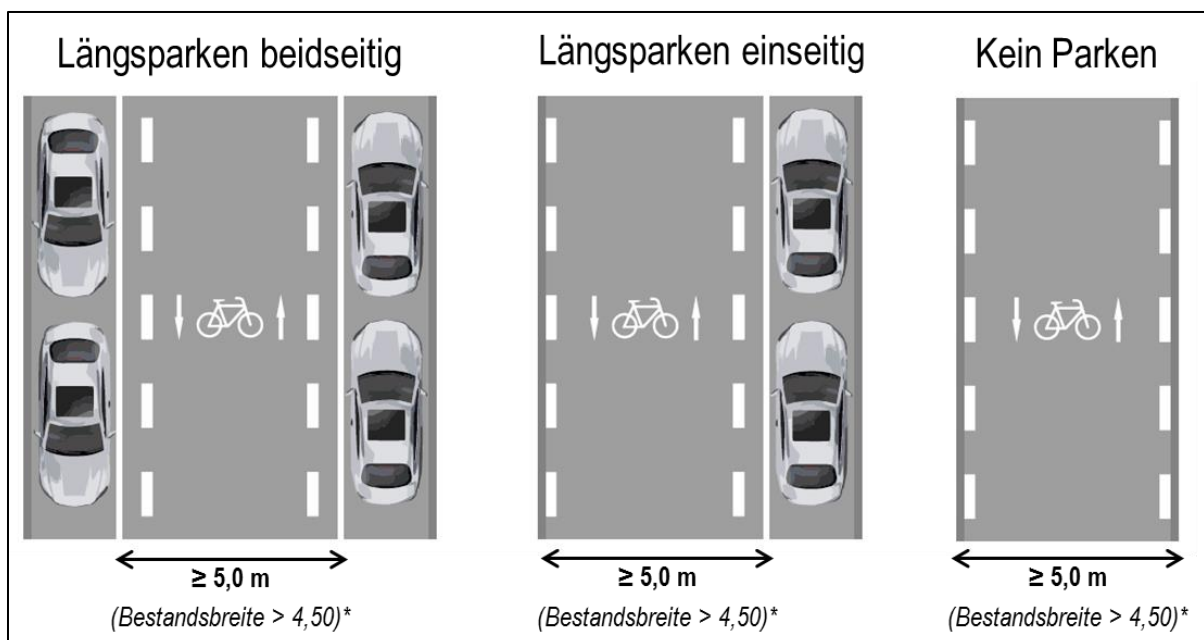 Längsparken beidseitig
Längsparken einseitig
Kein Parken
≥ 5,0 m
(Bestandsbreite > 4,50)*
≥ 5,0 m
(Bestandsbreite > 4,50)*
≥ 5,0 m
(Bestandsbreite > 4,50)*